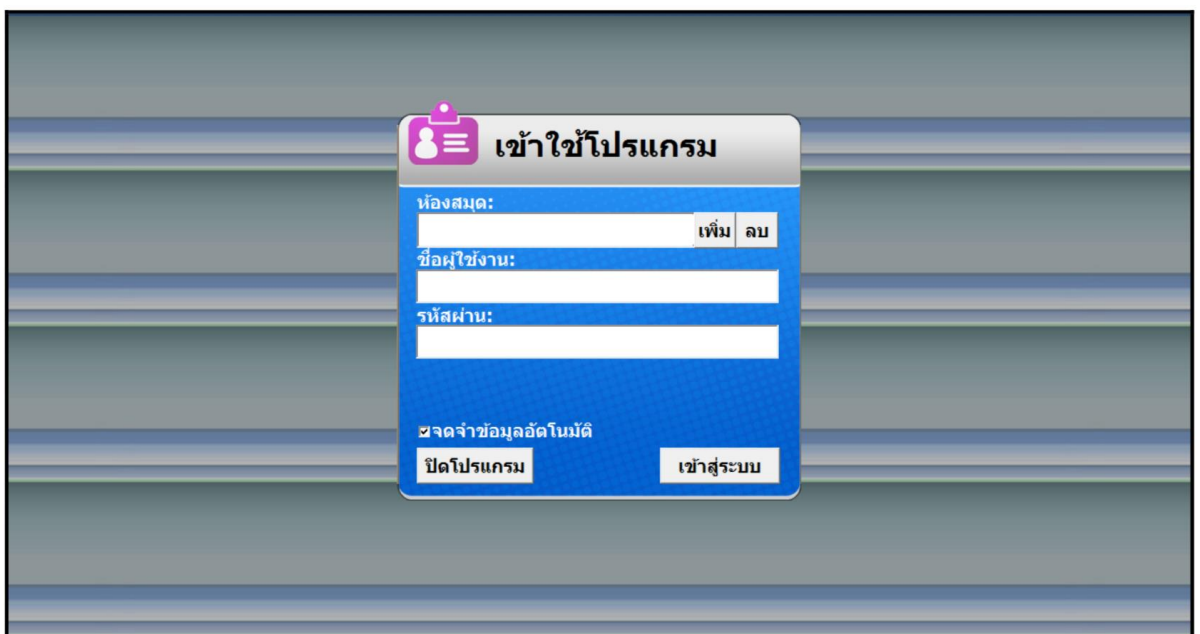 เข้าใช้โปรแกรม
ห้องสมุด:
เพิ่ม ลบ
ชื่อผู้ใช้งาน:
รหัสผ่าน:
จดจำข้อมูลอัตโนมัติ
ปิดโปรแกรม เข้าสู่ระบบ